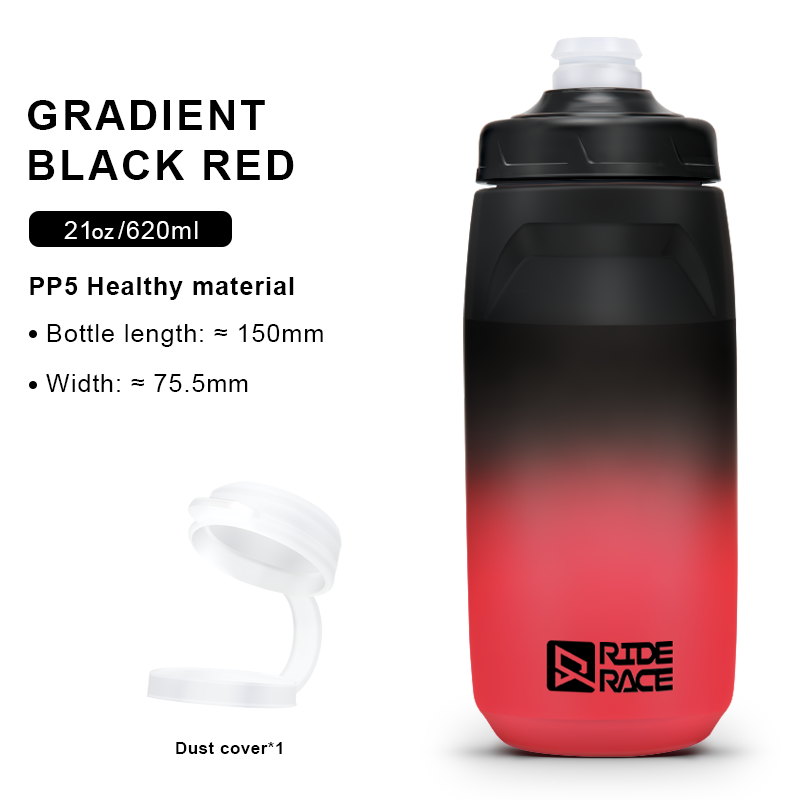 GRADIENT
BLACK RED
21oz/620ml
PP5 Healthy material
• Bottle length: ≈ 150mm
• Width: ≈ 75.5mm
RIDE
RACE
Dust cover*1